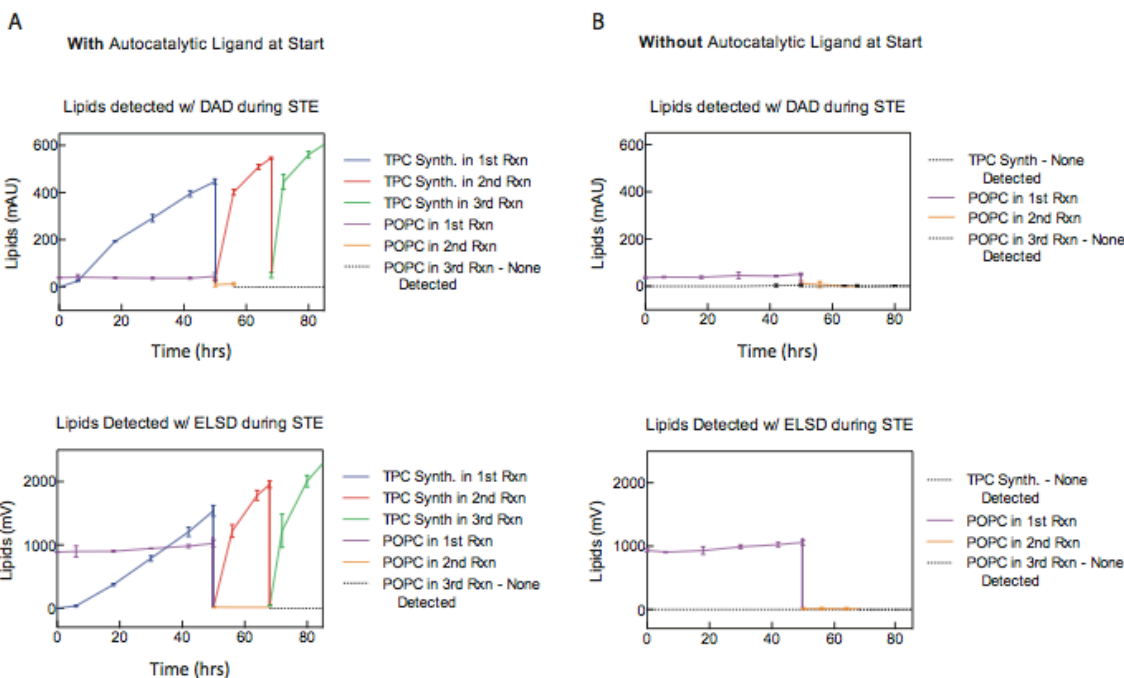 A
With Autocatalytic Ligand at Start
Lipids detected w/ DAD during STE
Lipids (mAU)
600
400
200
0
0 20 40 60 80
Time (hrs)
TPC Synth. in 1st Rxn
TPC Synth. in 2nd Rxn
TPC Synth in 3rd Rxn
POPC in 1st Rxn
POPC in 2nd Rxn
POPC in 3rd Rxn - None
Detected
Lipids Detected w/ ELSD during STE
Lipids (mV)
2000
1000
0
0 20 40 60 80
Time (hrs)
TPC Synth. in 1st Rxn
TPC Synth in 2nd Rxn
TPC Synth in 3rd Rxn
POPC in 1st Rxn
POPC in 2nd Rxn
POPC in 3rd Rxn - None
Detected
B
Without Autocatalytic Ligand at Start
Lipids detected w/ DAD during STE
Lipids (mAU)
600
400
200
0
0 20 40 60 80
Time (hrs)
TPC Synth - None
Detected
POPC in 1st Rxn
POPC in 2nd Rxn
POPC in 3rd Rxn - None
Detected
Lipids Detected w/ ELSD during STE
Lipids (mV)
2000
1000
0
0 20 40 60 80
TPC Synth. - None
Detected
POPC in 1st Rxn
POPC in 2nd Rxn
POPC in 3rd Rxn - None
Detected